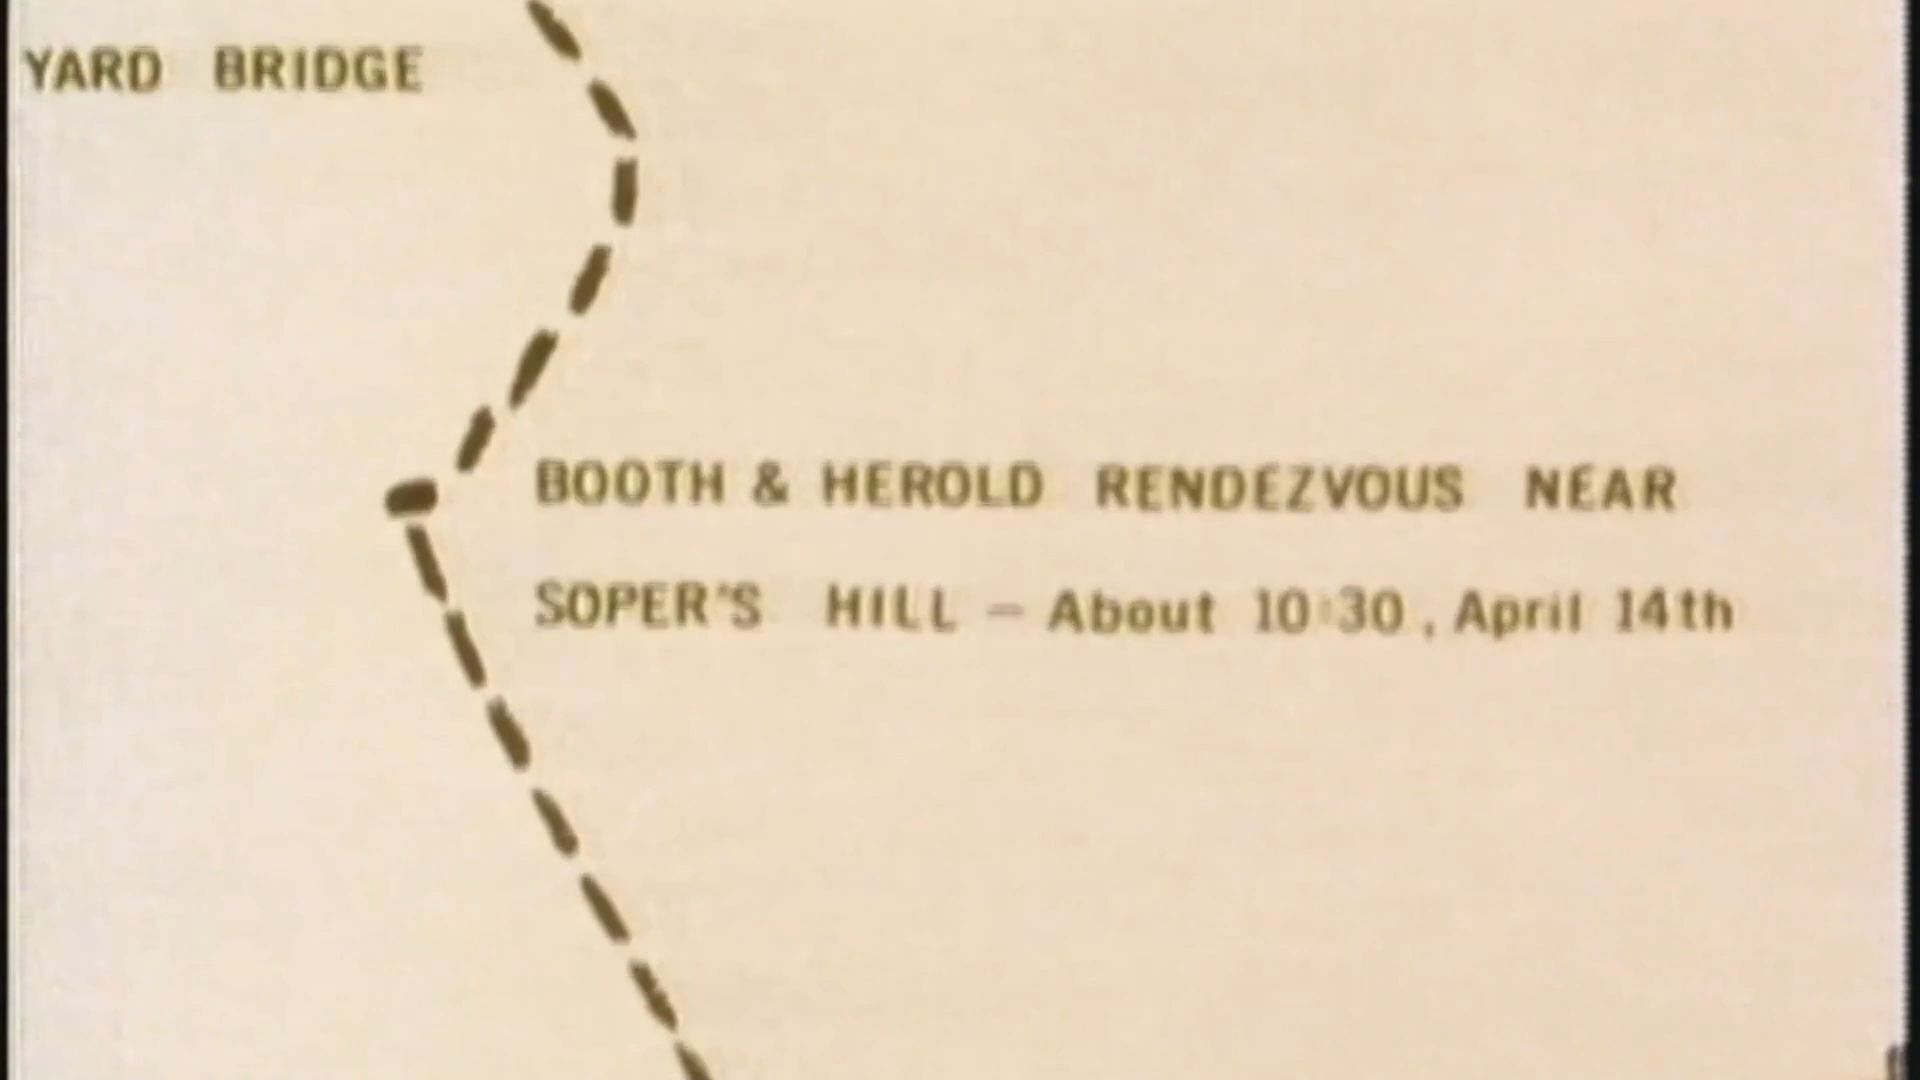 YARD BRIDGE
BOOTH & HEROLD RENDEZVOUS NEAR
SOPER'S HILL – About 10:30, April 14th